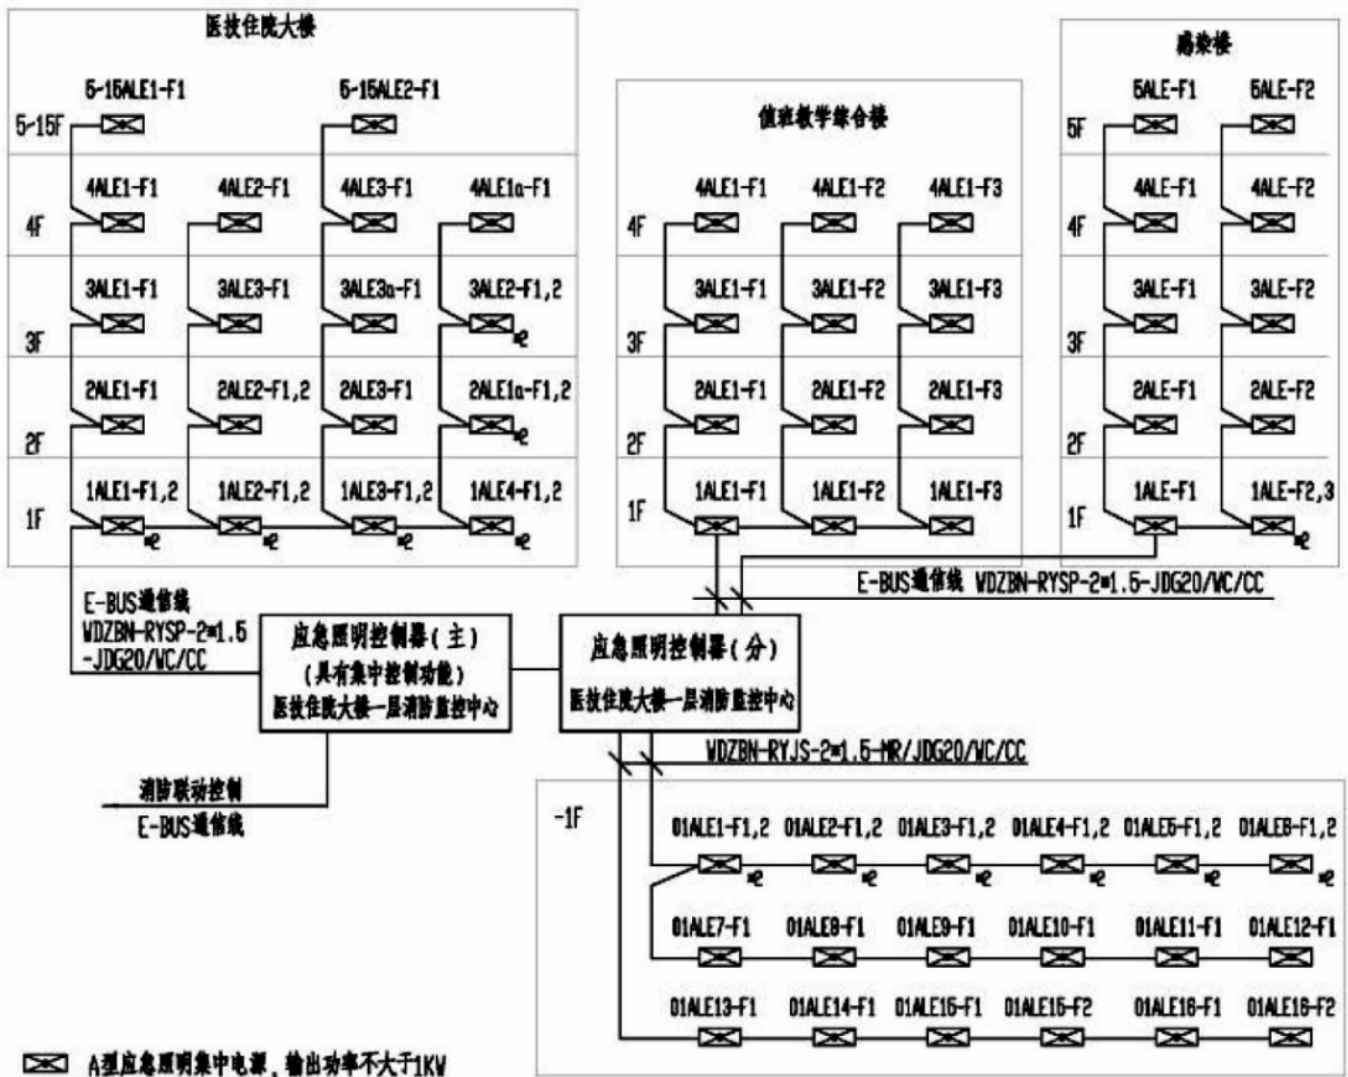 医技住院大楼
5-15ALE1-F1 5-15ALE2-F1
5-15F
4ALE1-F1 4ALE2-F1 4ALE3-F1 4ALE1a-F1
4F
3ALE1-F1 3ALE3-F1 3ALE3a-F1 3ALE2-F1,2
3F
*2
2ALE1-F1 2ALE2-F1,2 2ALE3-F1 2ALE1a-F1,2
2F
*2
1ALE1-F1,2 1ALE2-F1,2 1ALE3-F1,2 1ALE4-F1,2
1F
*2 *2 *2 *2
值班教学综合楼
4ALE1-F1 4ALE1-F2 4ALE1-F3
4F
3ALE1-F1 3ALE1-F2 3ALE1-F3
3F
2ALE1-F1 2ALE1-F2 2ALE1-F3
2F
1ALE1-F1 1ALE1-F2 1ALE1-F3
1F
感染楼
5ALE-F1 5ALE-F2
5F
4ALE-F1 4ALE-F2
4F
3ALE-F1 3ALE-F2
3F
2ALE-F1 2ALE-F2
2F
1ALE-F1 1ALE-F2,3
1F
*2
E-BUS通信线 WDZBN-RYSP-2*1.5-JDG20/WC/CC
E-BUS通信线
WDZBN-RYSP-2*1.5
-JDG20/WC/CC
应急照明控制器(主)
(具有集中控制功能)
医技住院大楼一层消防监控中心
应急照明控制器(分)
医技住院大楼一层消防监控中心
WDZBN-RYJS-2*1.5-MR/JDG20/WC/CC
消防联动控制
E-BUS通信线
-1F
01ALE1-F1,2 01ALE2-F1,2 01ALE3-F1,2 01ALE4-F1,2 01ALE5-F1,2 01ALE6-F1,2
*2 *2 *2 *2 *2 *2
01ALE7-F1 01ALE8-F1 01ALE9-F1 01ALE10-F1 01ALE11-F1 01ALE12-F1
01ALE13-F1 01ALE14-F1 01ALE15-F1 01ALE15-F2 01ALE16-F1 01ALE16-F2
A型应急照明集中电源，输出功率不大于1KW